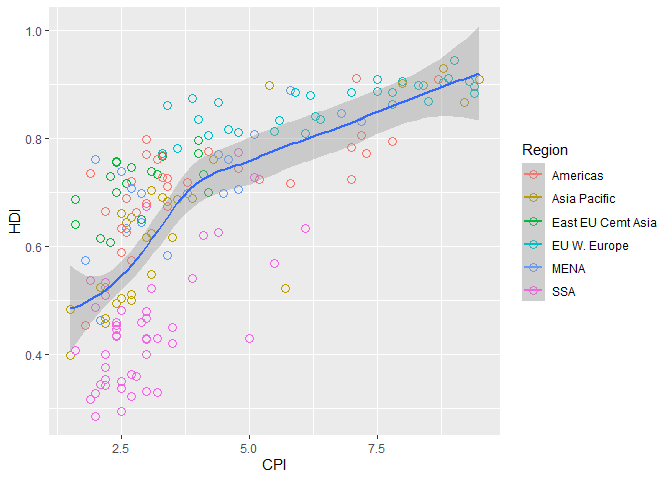 1.0
0.8
0.6
0.4
HDI
2.5
5.0
7.5
CPI
Region
Americas
Asia Pacific
East EU Cemt Asia
EU W. Europe
MENA
SSA